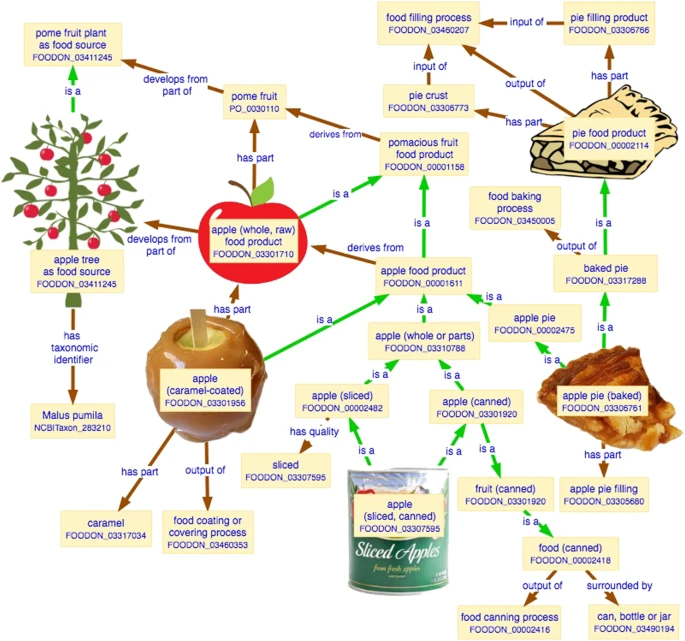 food filling process
FOODON_03460207
input of
pie filling product
FOODON_03306766
pome fruit plant
as food source
FOODON_03411245
develops from
part of
is a
input of
has part
output of
pome fruit
PO_0030110
pie crust
FOODON_03306773
has part
derives from
pie food product
FOODON_00002114
pomacious fruit
food product
FOODON_00001158
has part
is a
food baking
process
FOODON_03450005
is a
is a
apple (whole, raw)
food product
FOODON_03301710
develops from
part of
derives from
output of
apple tree
as food source
FOODON_03411245
apple food product
FOODON_00001611
baked pie
FOODON_03317288
has part
is a
is a
is a
is a
apple pie
FOODON_00002475
has
taxonomic
identifier
apple (whole or parts)
FOODON_03310788
is a
is a
is a
apple
(caramel-coated)
FOODON_03301956
apple (sliced)
FOODON_00002482
apple (canned)
FOODON_03301920
apple pie (baked)
FOODON_03306761
Malus pumila
NCBITaxon_283210
has quality
is a
is a
is a
has part
has part
output of
sliced
FOODON_03307595
fruit (canned)
FOODON_03301920
apple pie filling
FOODON_03305680
apple
(sliced, canned)
FOODON_03307595
is a
caramel
FOODON_03317034
food coating or
covering process
FOODON_03460353
Sliced Apples
from fresh apples
food (canned)
FOODON_00002418
output of
surrounded by
food canning process
FOODON_00002416
can, bottle or jar
FOODON_03490194